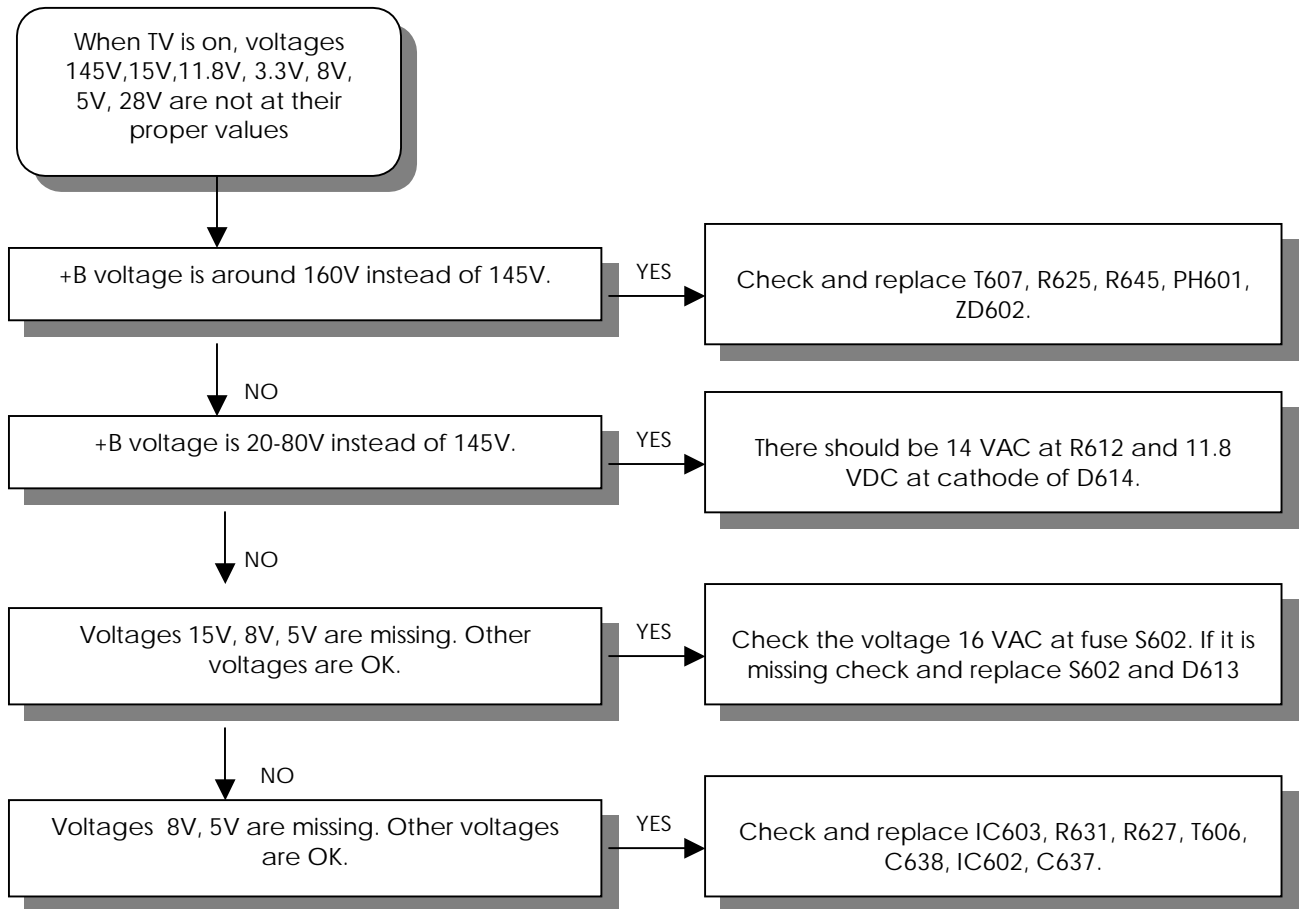 When TV is on, voltages
145V,15V,11.8V, 3.3V, 8V,
5V, 28V are not at their
proper values
+B voltage is around 160V instead of 145V.
YES
Check and replace T607, R625, R645, PH601,
ZD602.
NO
+B voltage is 20-80V instead of 145V.
YES
There should be 14 VAC at R612 and 11.8
VDC at cathode of D614.
NO
Voltages 15V, 8V, 5V are missing. Other
voltages are OK.
YES
Check the voltage 16 VAC at fuse S602. If it is
missing check and replace S602 and D613
NO
Voltages 8V, 5V are missing. Other voltages
are OK.
YES
Check and replace IC603, R631, R627, T606,
C638, IC602, C637.